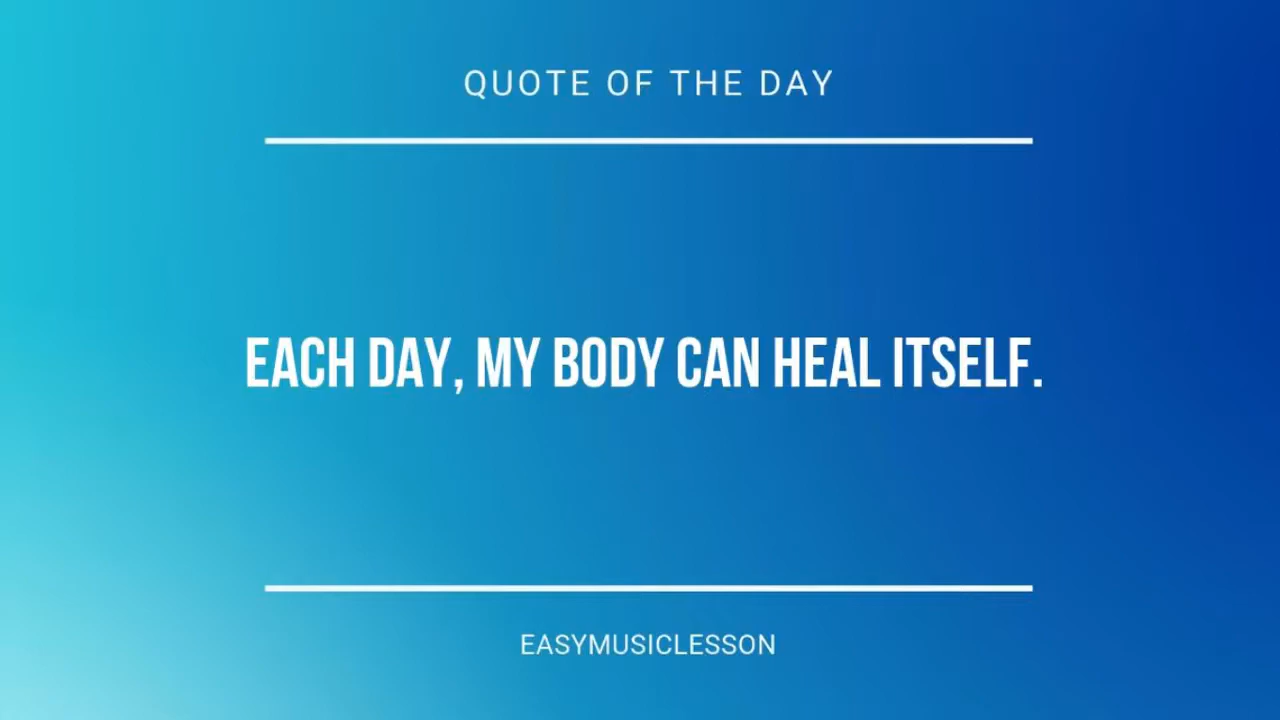 QUOTE OF THE DAY
EACH DAY, MY BODY CAN HEAL ITSELF.
EASYMUSICLESSON